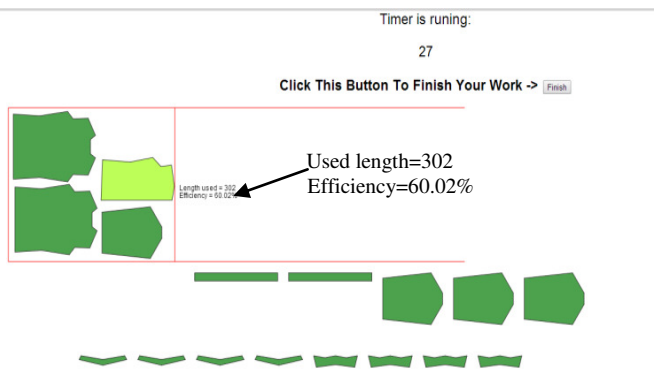 Timer is runing:
27
Click This Button To Finish Your Work -> Finish
Used length=302
Efficiency=60.02%
Length used = 302
Efficiency = 60.02%